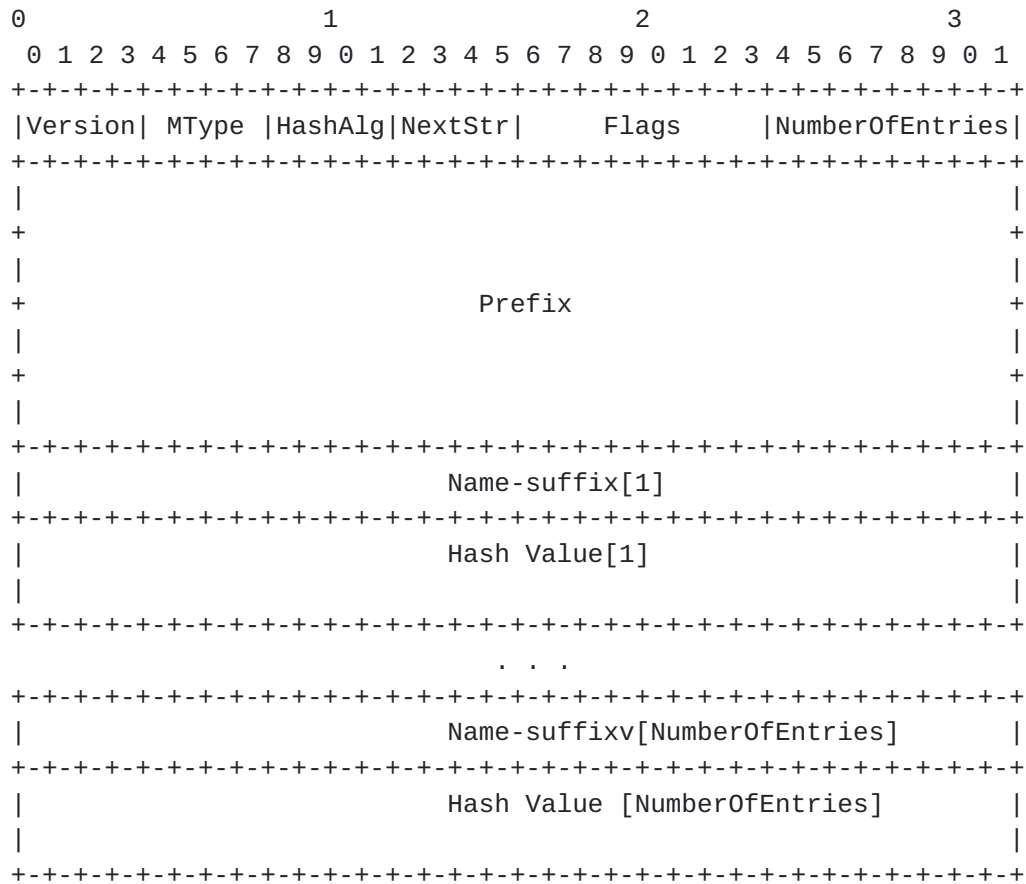 0                   1                   2                   3
 0 1 2 3 4 5 6 7 8 9 0 1 2 3 4 5 6 7 8 9 0 1 2 3 4 5 6 7 8 9 0 1
+-+-+-+-+-+-+-+-+-+-+-+-+-+-+-+-+-+-+-+-+-+-+-+-+-+-+-+-+-+-+-+-+
|Version| MType |HashAlg|NextStr|     Flags     |NumberOfEntries|
+-+-+-+-+-+-+-+-+-+-+-+-+-+-+-+-+-+-+-+-+-+-+-+-+-+-+-+-+-+-+-+-+
|                                                               |
+                                                               +
|                                                               |
+                             Prefix                            +
|                                                               |
+                                                               +
|                                                               |
+-+-+-+-+-+-+-+-+-+-+-+-+-+-+-+-+-+-+-+-+-+-+-+-+-+-+-+-+-+-+-+-+
|                           Name-suffix[1]                      |
+-+-+-+-+-+-+-+-+-+-+-+-+-+-+-+-+-+-+-+-+-+-+-+-+-+-+-+-+-+-+-+-+
|                           Hash Value[1]                       |
|                                                               |
+-+-+-+-+-+-+-+-+-+-+-+-+-+-+-+-+-+-+-+-+-+-+-+-+-+-+-+-+-+-+-+-+
                               . . .
+-+-+-+-+-+-+-+-+-+-+-+-+-+-+-+-+-+-+-+-+-+-+-+-+-+-+-+-+-+-+-+-+
|                           Name-suffixv[NumberOfEntries]       |
+-+-+-+-+-+-+-+-+-+-+-+-+-+-+-+-+-+-+-+-+-+-+-+-+-+-+-+-+-+-+-+-+
|                           Hash Value [NumberOfEntries]        |
|                                                               |
+-+-+-+-+-+-+-+-+-+-+-+-+-+-+-+-+-+-+-+-+-+-+-+-+-+-+-+-+-+-+-+-+